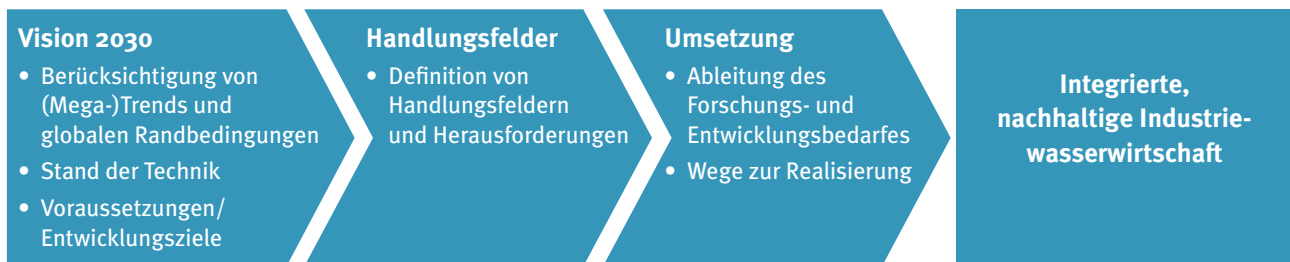 Vision 2030
• Berücksichtigung von
(Mega-)Trends und
globalen Randbedingungen
• Stand der Technik
• Voraussetzungen/
Entwicklungsziele
Handlungsfelder
• Definition von
Handlungsfeldern
und Herausforderungen
Umsetzung
• Ableitung des
Forschungs- und
Entwicklungsbedarfes
• Wege zur Realisierung
Integrierte,
nachhaltige Industrie-
wasserwirtschaft